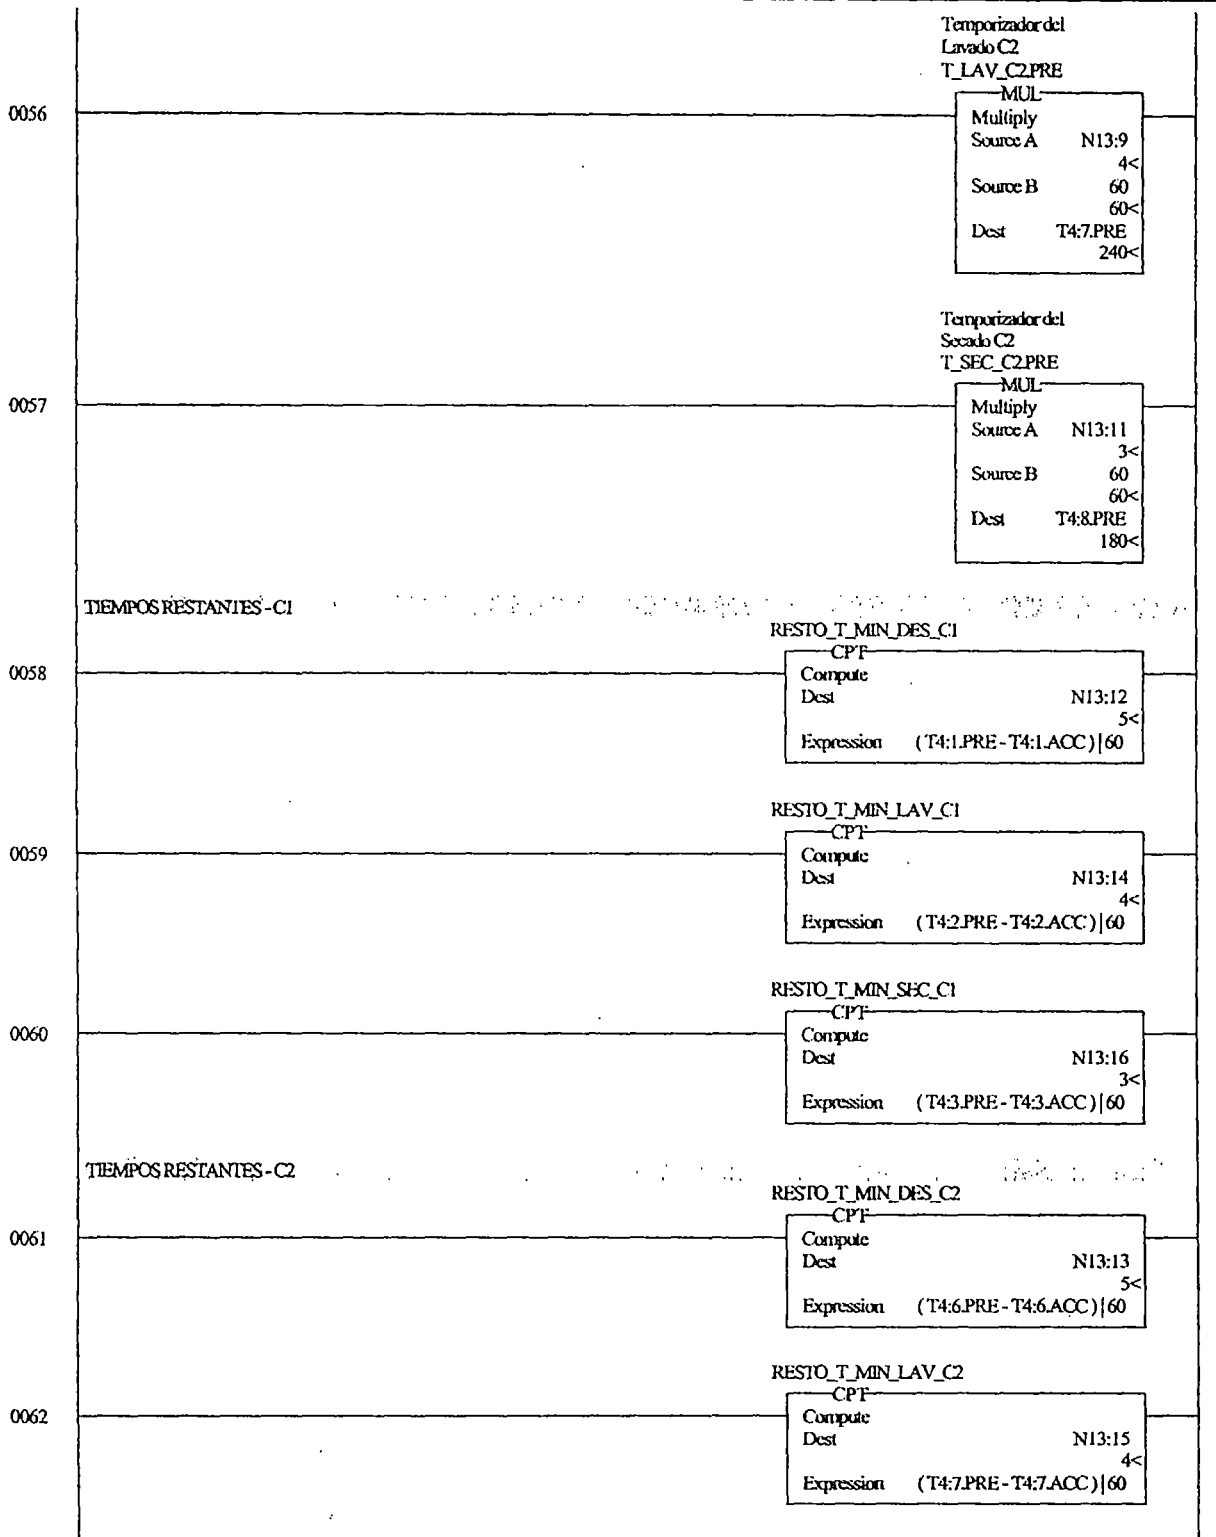 Temporizador del
Lavado C2
T_LAV_C2.PRE
MUL
0056
Multiply
Source A N13:9
4<
Source B 60
60<
Dest T4:7.PRE
240<
Temporizador del
Secado C2
T_SEC_C2.PRE
MUL
0057
Multiply
Source A N13:11
3<
Source B 60
60<
Dest T4:8.PRE
180<
TIEMPOS RESTANTES - C1
RESTO_T_MIN_DES_C1
CPT
0058
Compute
Dest N13:12
5<
Expression (T4:1.PRE - T4:1.ACC) | 60
RESTO_T_MIN_LAV_C1
CPT
0059
Compute
Dest N13:14
4<
Expression (T4:2.PRE - T4:2.ACC) | 60
RESTO_T_MIN_SEC_C1
CPT
0060
Compute
Dest N13:16
3<
Expression (T4:3.PRE - T4:3.ACC) | 60
TIEMPOS RESTANTES - C2
RESTO_T_MIN_DES_C2
CPT
0061
Compute
Dest N13:13
5<
Expression (T4:6.PRE - T4:6.ACC) | 60
RESTO_T_MIN_LAV_C2
CPT
0062
Compute
Dest N13:15
4<
Expression (T4:7.PRE - T4:7.ACC) | 60